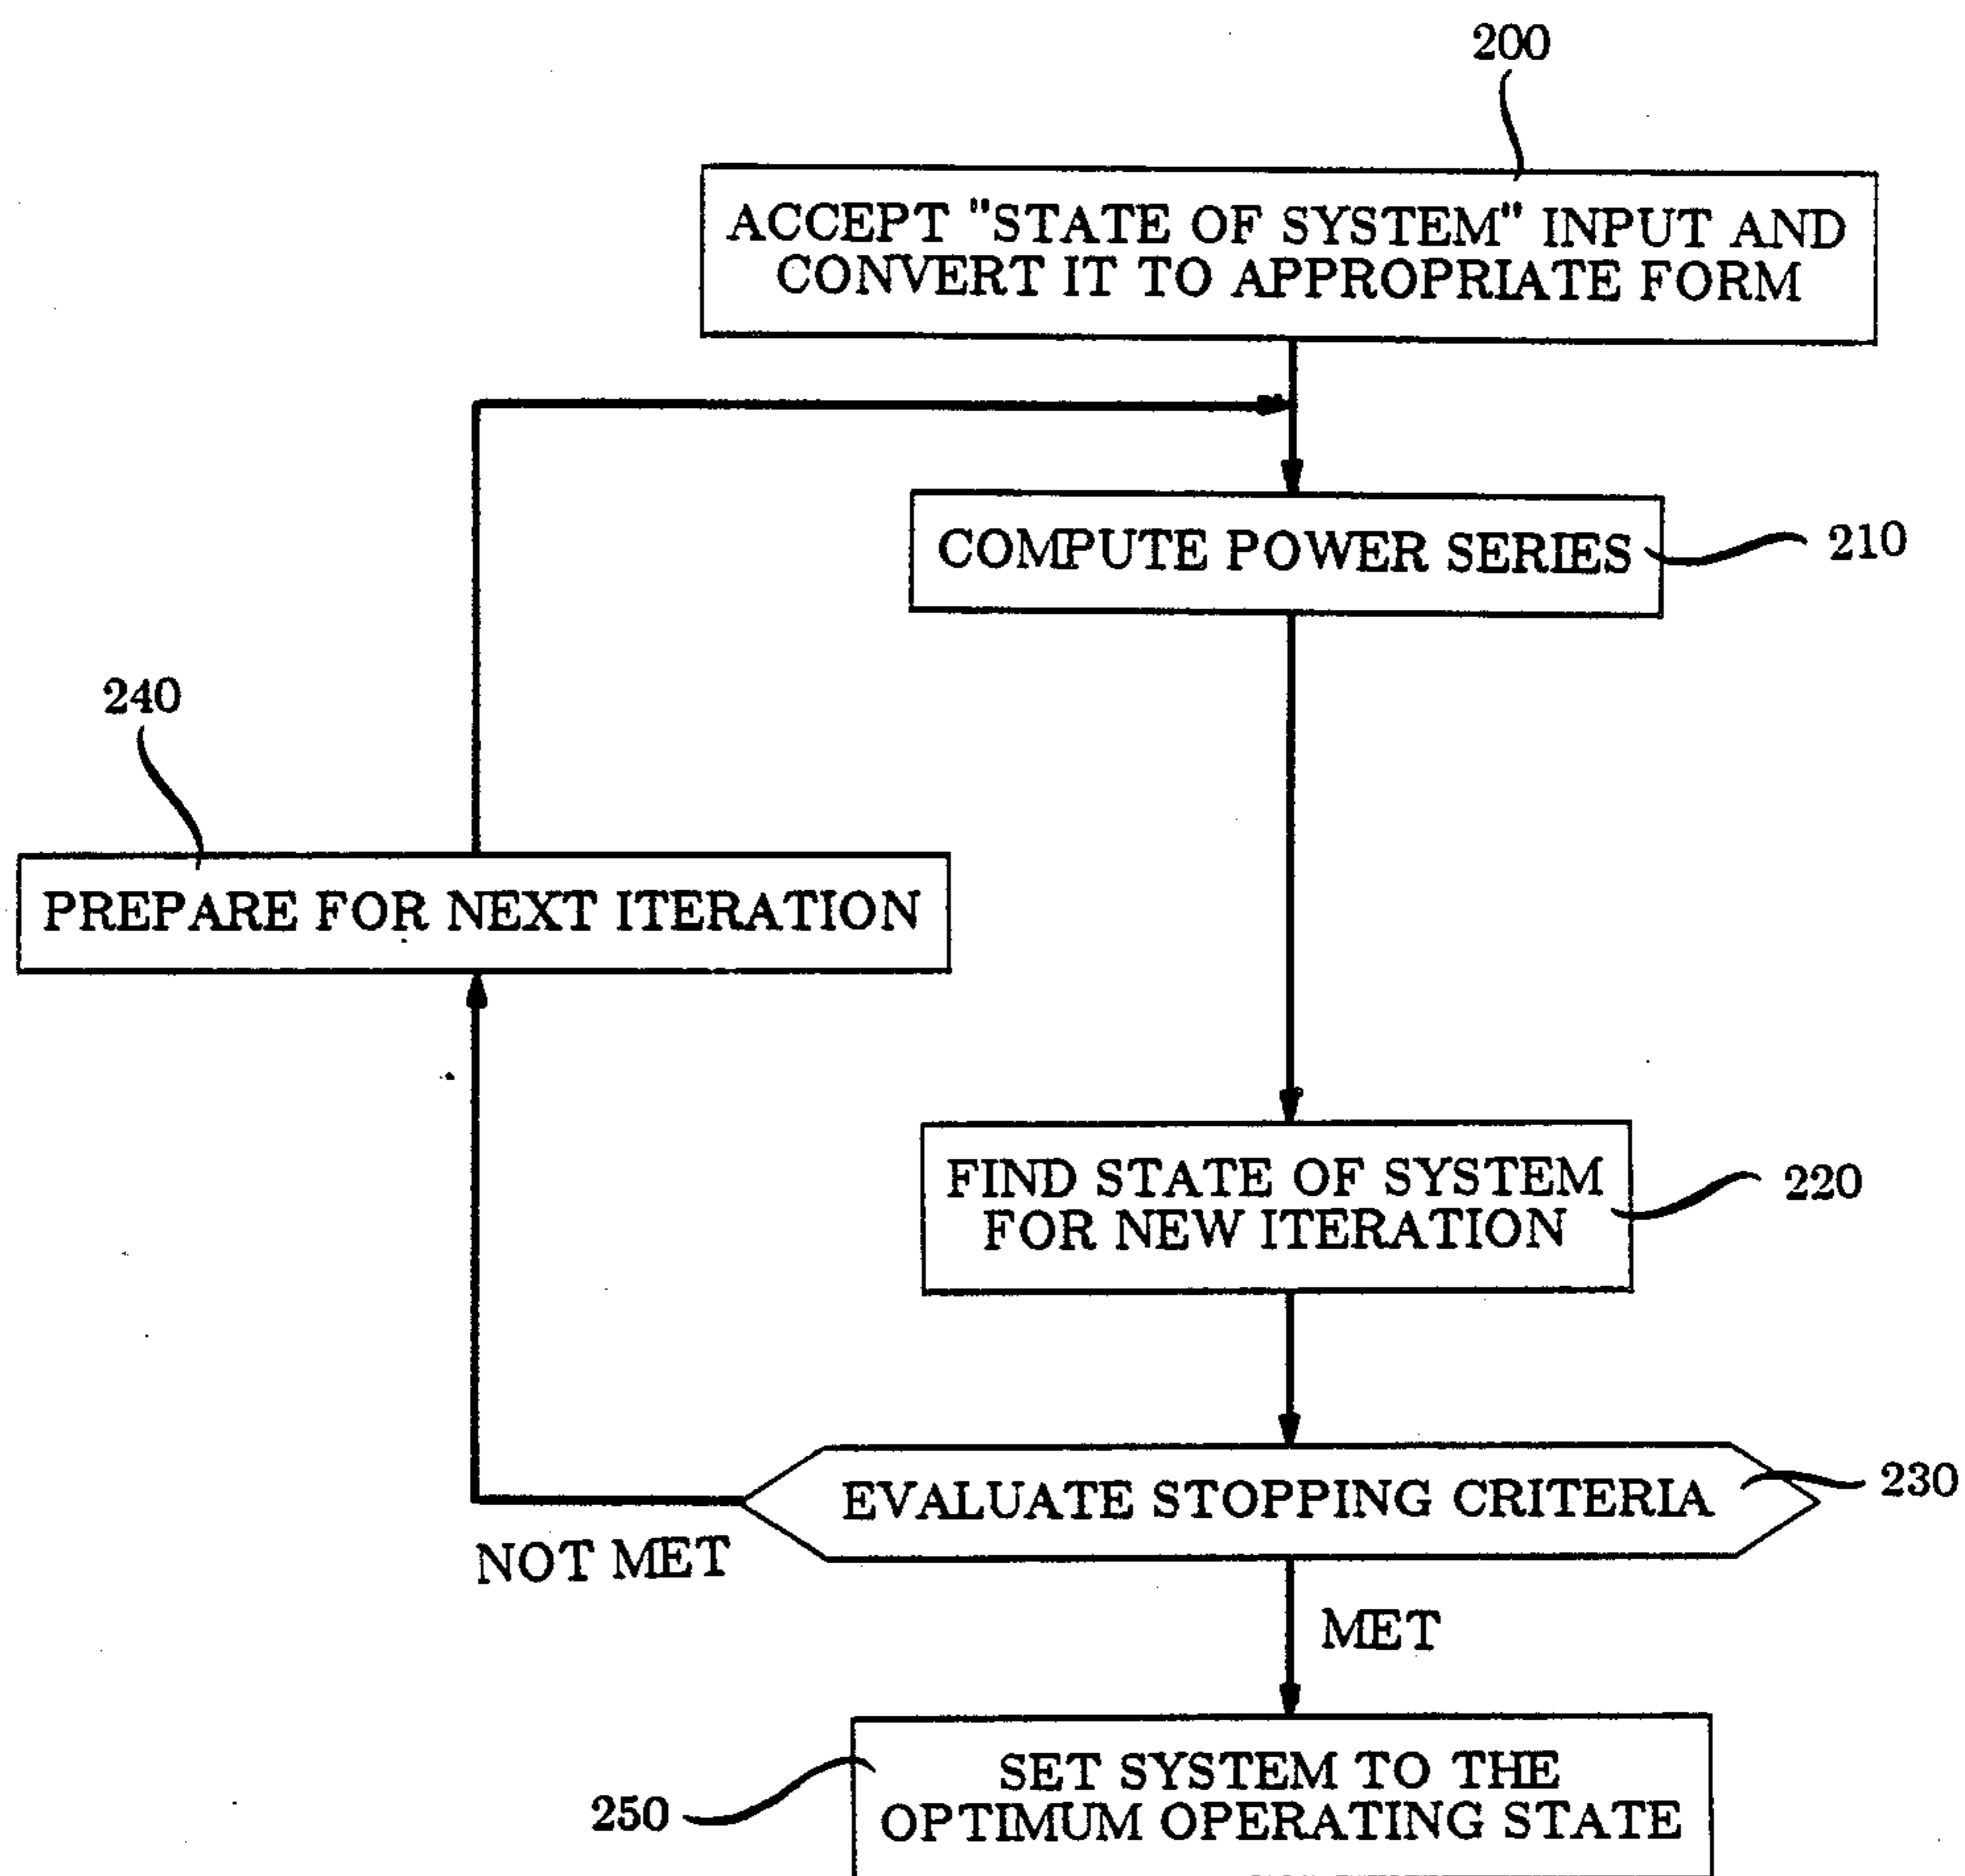 200
ACCEPT "STATE OF SYSTEM" INPUT AND
CONVERT IT TO APPROPRIATE FORM
COMPUTE POWER SERIES
210
240
PREPARE FOR NEXT ITERATION
FIND STATE OF SYSTEM
FOR NEW ITERATION
220
EVALUATE STOPPING CRITERIA
230
NOT MET
MET
SET SYSTEM TO THE
OPTIMUM OPERATING STATE
250